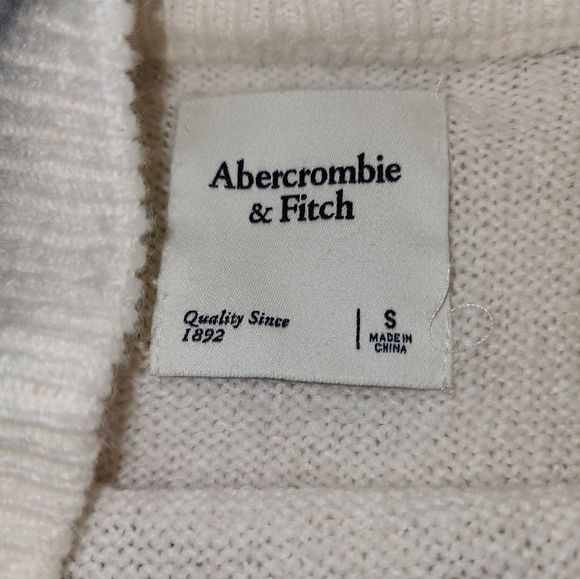 Abercrombie
& Fitch
Quality Since
1892
S
MADE IN
CHINA